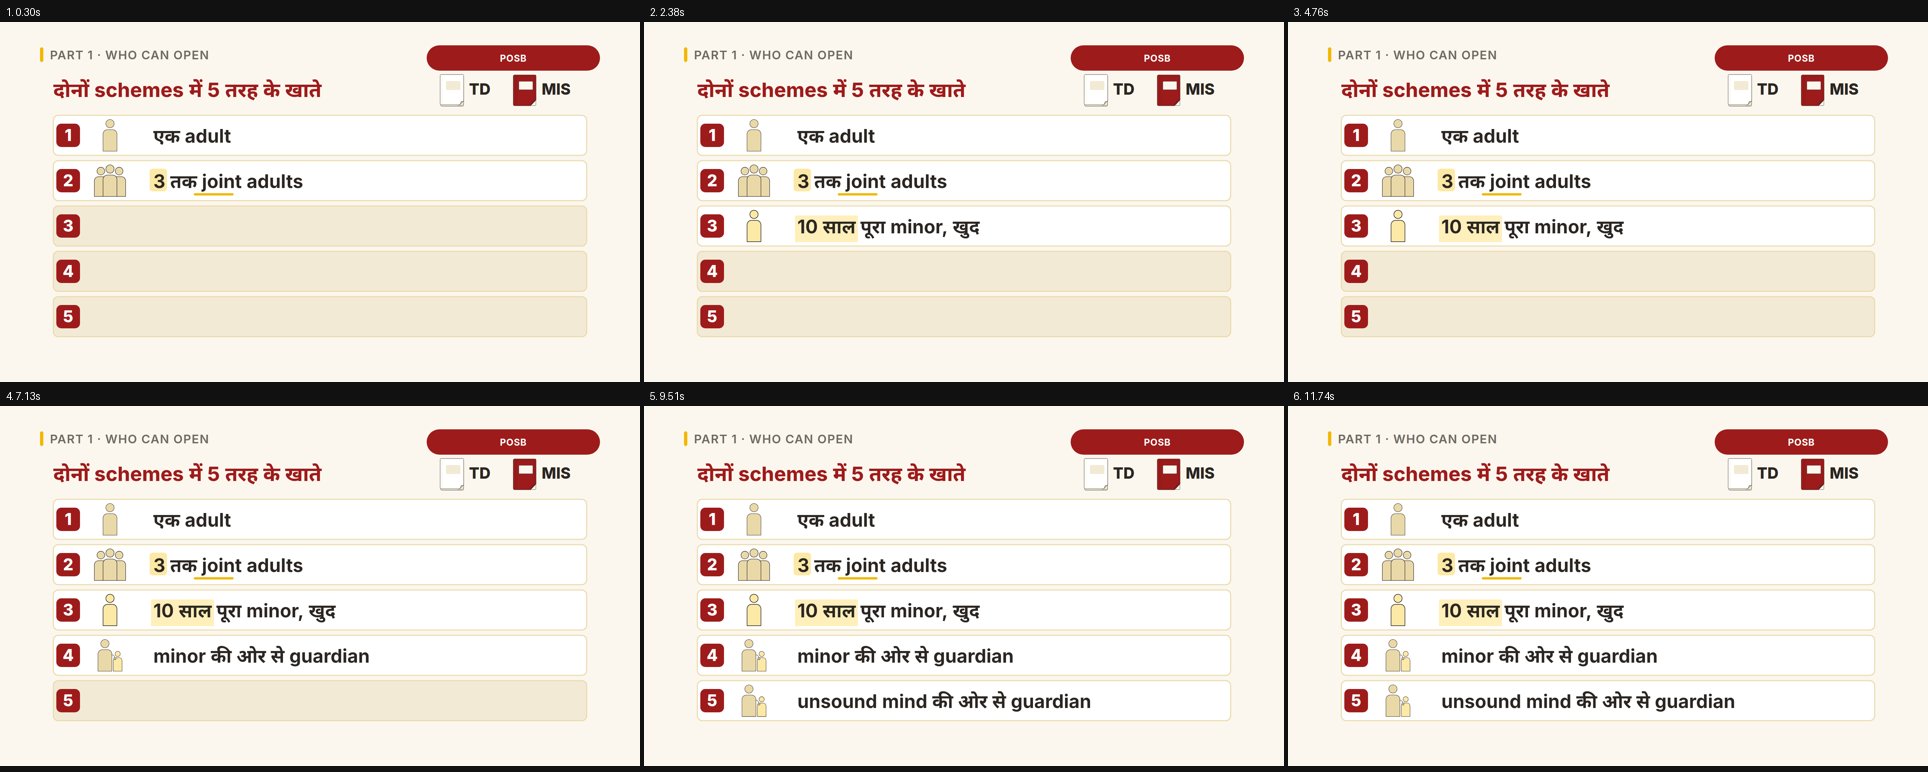 1. 0.30s
PART 1 · WHO CAN OPEN
POSB
दोनों schemes में 5 तरह के खाते
TD
MIS
1 एक adult
2 3 तक joint adults
3
4
5
2. 2.38s
PART 1 · WHO CAN OPEN
POSB
दोनों schemes में 5 तरह के खाते
TD
MIS
1 एक adult
2 3 तक joint adults
3 10 साल पूरा minor, खुद
4
5
3. 4.76s
PART 1 · WHO CAN OPEN
POSB
दोनों schemes में 5 तरह के खाते
TD
MIS
1 एक adult
2 3 तक joint adults
3 10 साल पूरा minor, खुद
4
5
4. 7.13s
PART 1 · WHO CAN OPEN
POSB
दोनों schemes में 5 तरह के खाते
TD
MIS
1 एक adult
2 3 तक joint adults
3 10 साल पूरा minor, खुद
4 minor की ओर से guardian
5
5. 9.51s
PART 1 · WHO CAN OPEN
POSB
दोनों schemes में 5 तरह के खाते
TD
MIS
1 एक adult
2 3 तक joint adults
3 10 साल पूरा minor, खुद
4 minor की ओर से guardian
5 unsound mind की ओर से guardian
6. 11.74s
PART 1 · WHO CAN OPEN
POSB
दोनों schemes में 5 तरह के खाते
TD
MIS
1 एक adult
2 3 तक joint adults
3 10 साल पूरा minor, खुद
4 minor की ओर से guardian
5 unsound mind की ओर से guardian